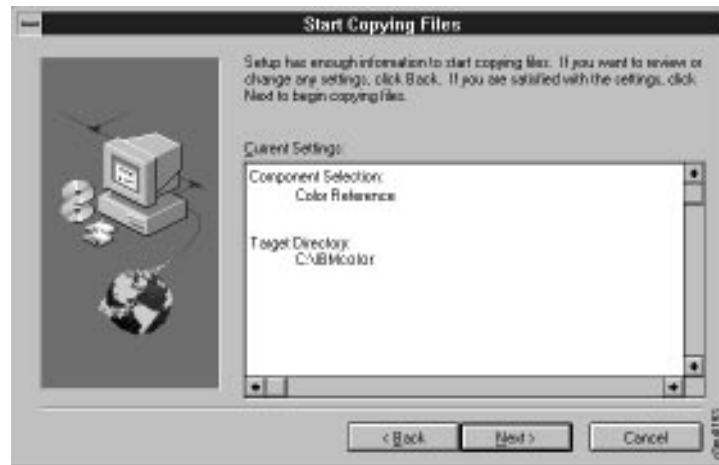 Start Copying Files
Setup has enough information to start copying files. If you want to review or
change any settings, click Back. If you are satisfied with the settings, click
Next to begin copying files.
Current Settings:
Component Selection:
Color Reference
Target Directory:
C:\IBMcolor
< Back
Next >
Cancel